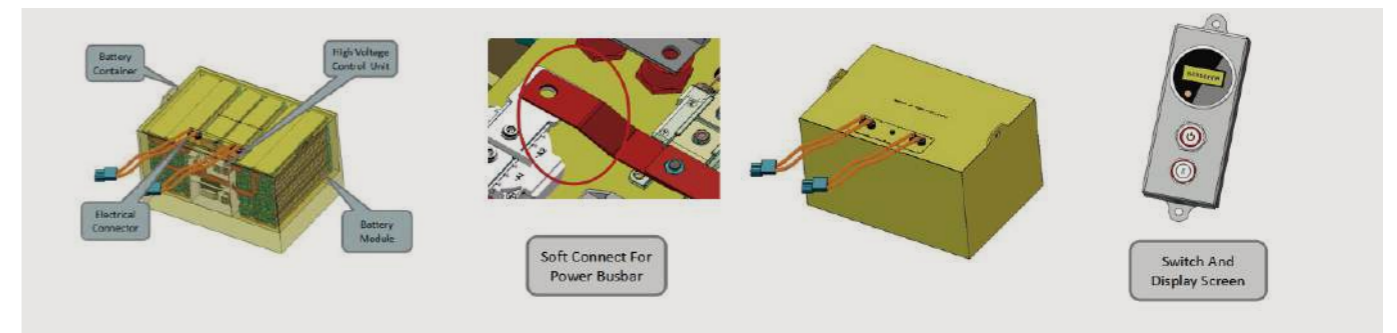 Battery
Container
High Voltage
Control Unit
Electrical
Connector
Battery
Module
Soft Connect For
Power Busbar
Switch And
Display Screen